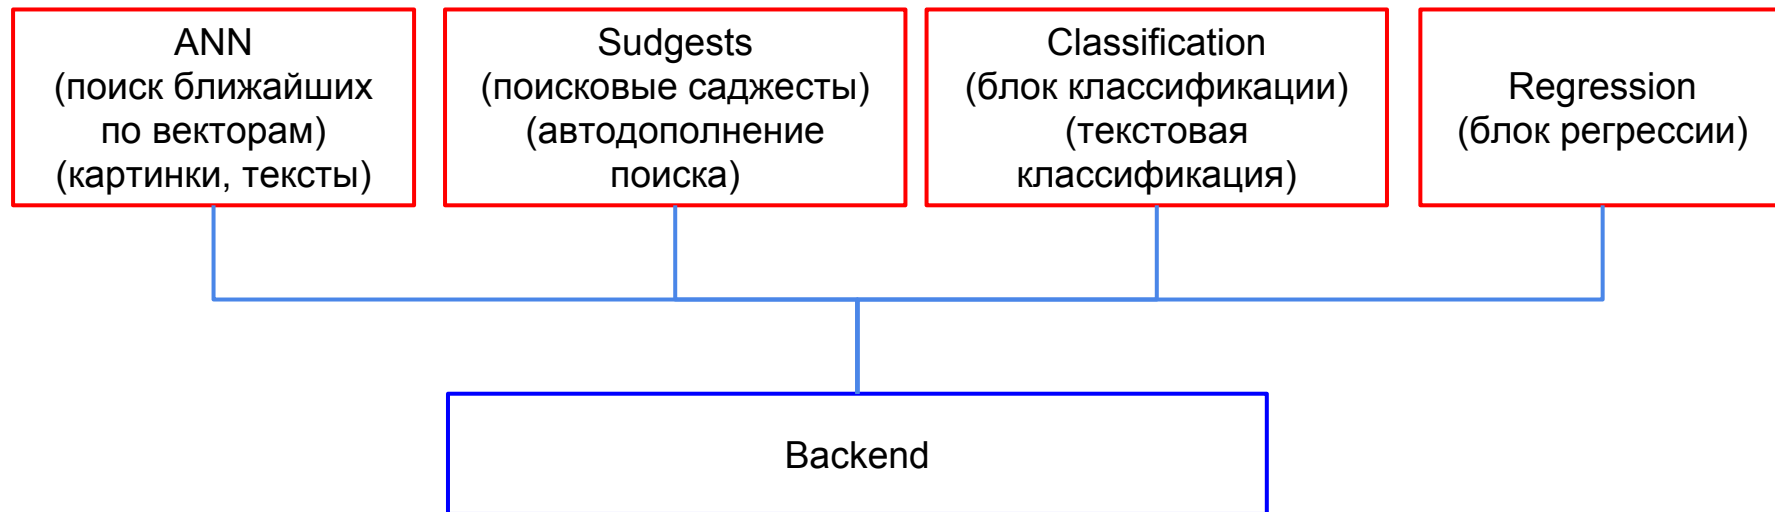 ANN
(поиск ближайших
по векторам)
(картинки, тексты)
Sudgests
(поисковые саджесты)
(автодополнение
поиска)
Classification
(блок классификации)
(текстовая
классификация)
Regression
(блок регрессии)
Backend